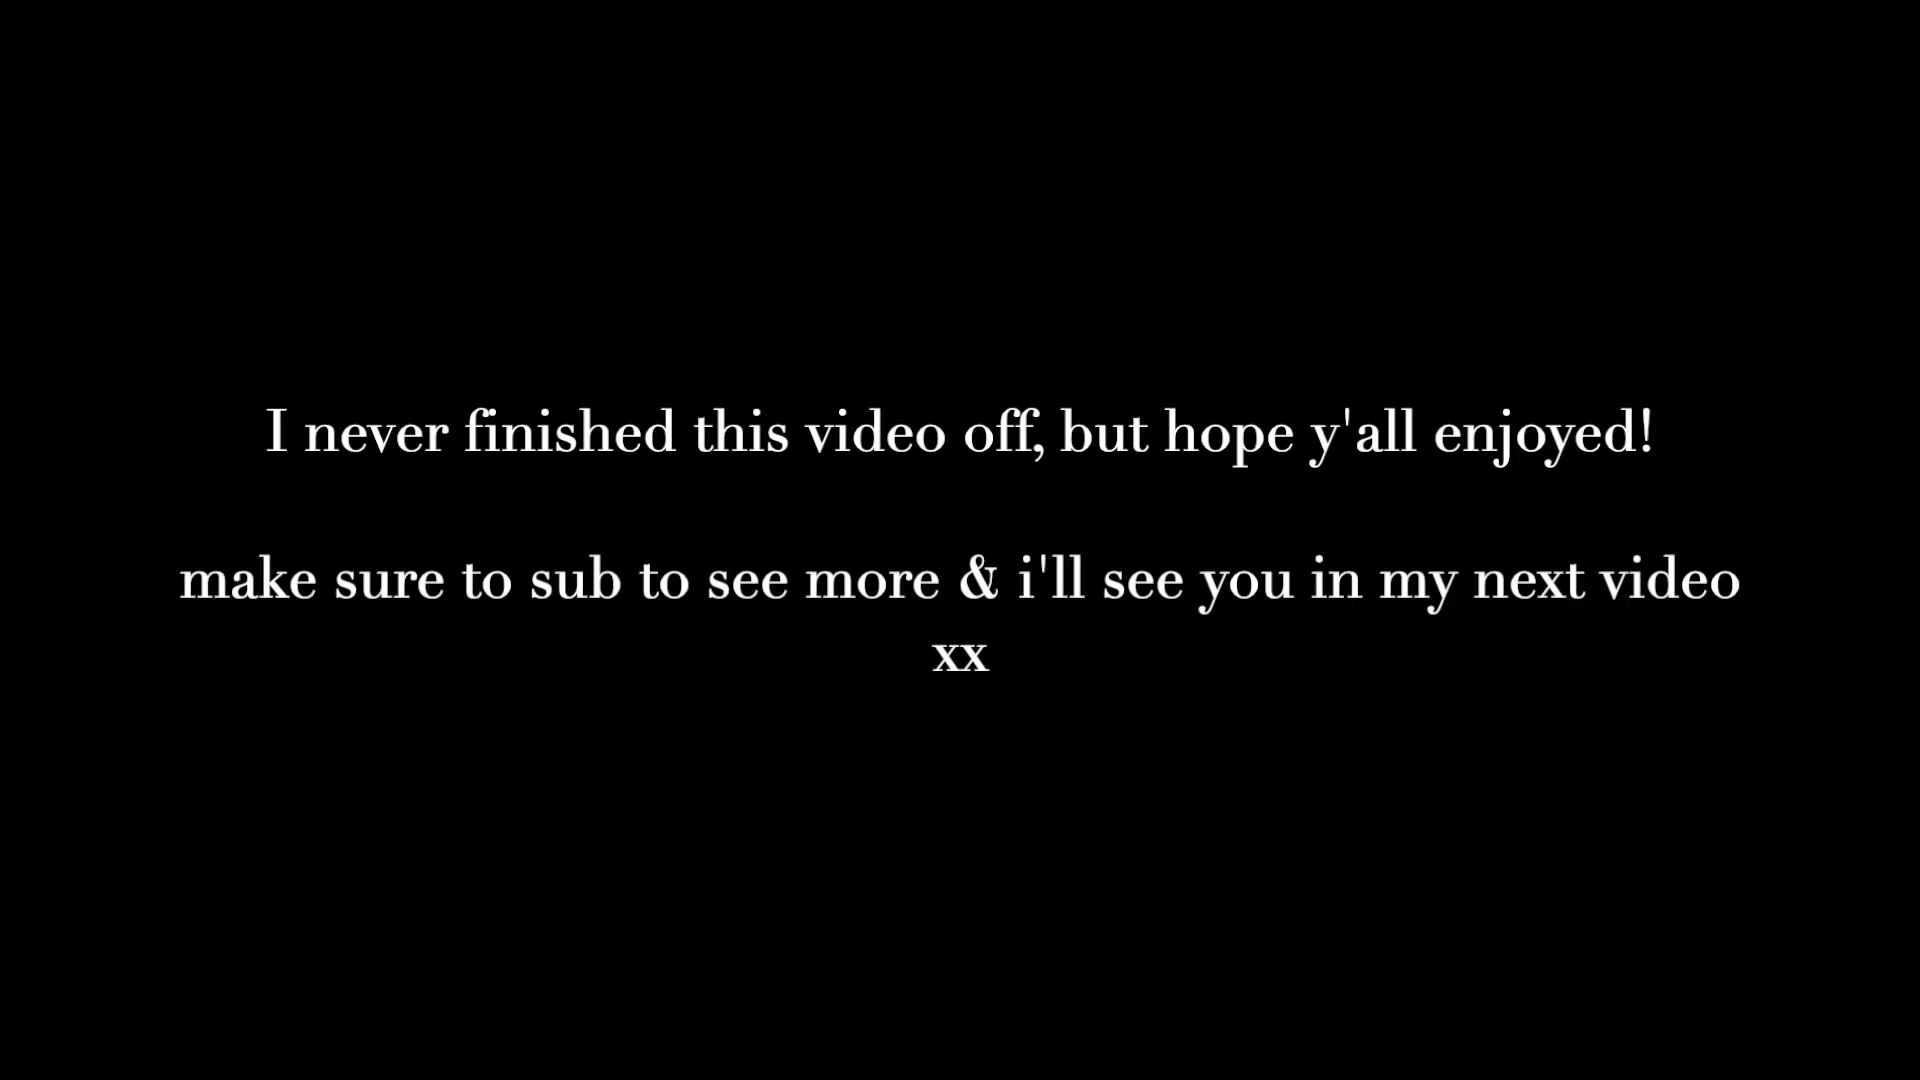 I never finished this video off, but hope y'all enjoyed!
make sure to sub to see more & i'll see you in my next video
xx